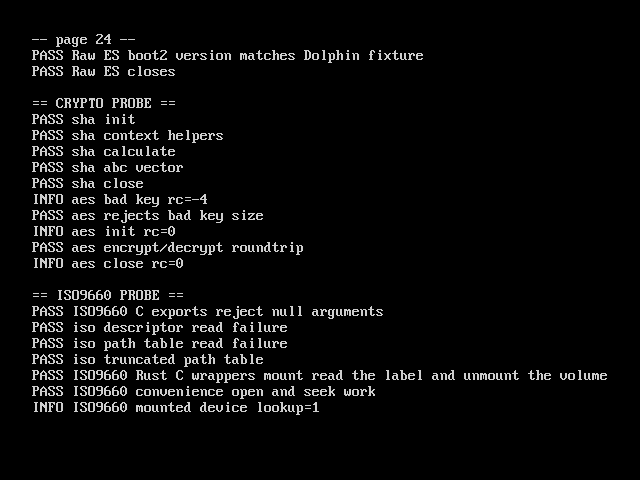 -- page 24 --
PASS Raw ES boot2 version matches Dolphin fixture
PASS Raw ES closes
== CRYPTO PROBE ==
PASS sha init
PASS sha context helpers
PASS sha calculate
PASS sha abc vector
PASS sha close
INFO aes bad key rc=-4
PASS aes rejects bad key size
INFO aes init rc=0
PASS aes encrypt/decrypt roundtrip
INFO aes close rc=0
== ISO9660 PROBE ==
PASS ISO9660 C exports reject null arguments
PASS iso descriptor read failure
PASS iso path table read failure
PASS iso truncated path table
PASS ISO9660 Rust C wrappers mount read the label and unmount the volume
PASS ISO9660 convenience open and seek work
INFO ISO9660 mounted device lookup=1